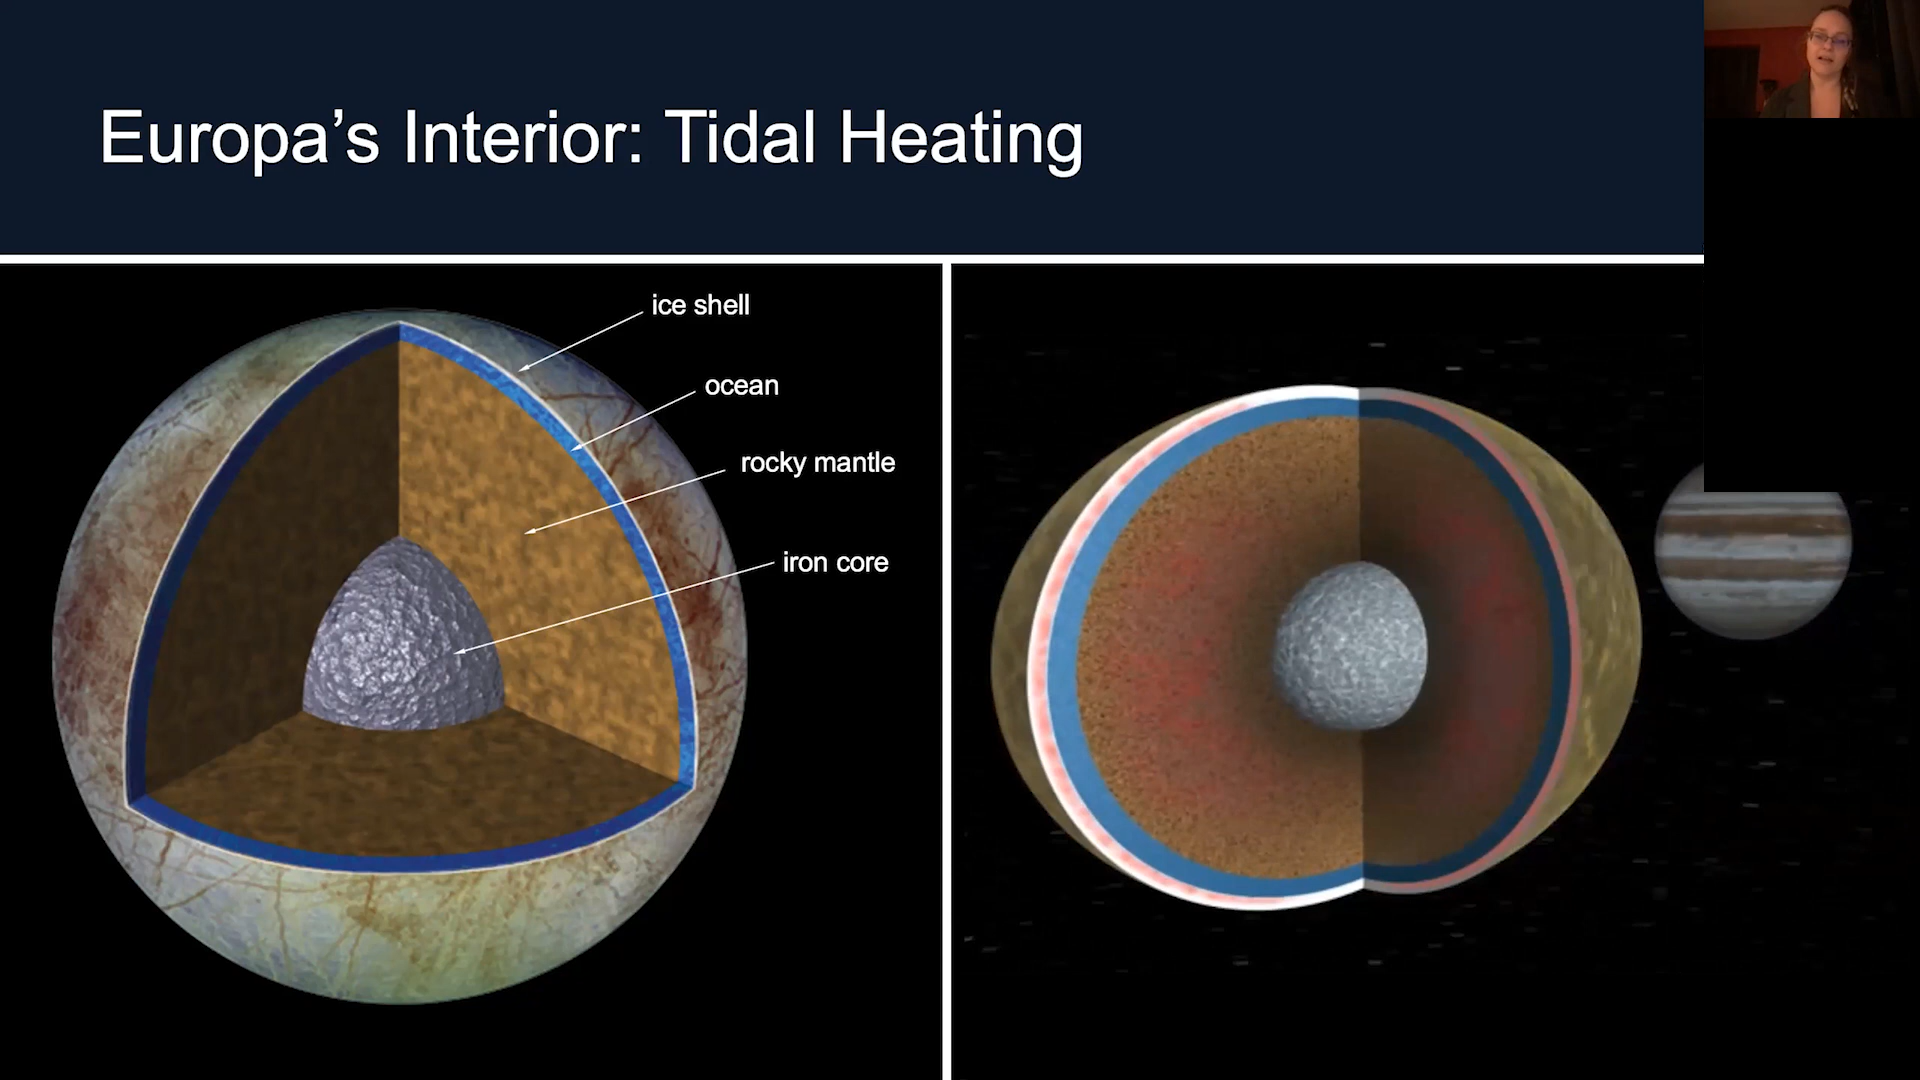 Europa’s Interior: Tidal Heating
ice shell
ocean
rocky mantle
iron core